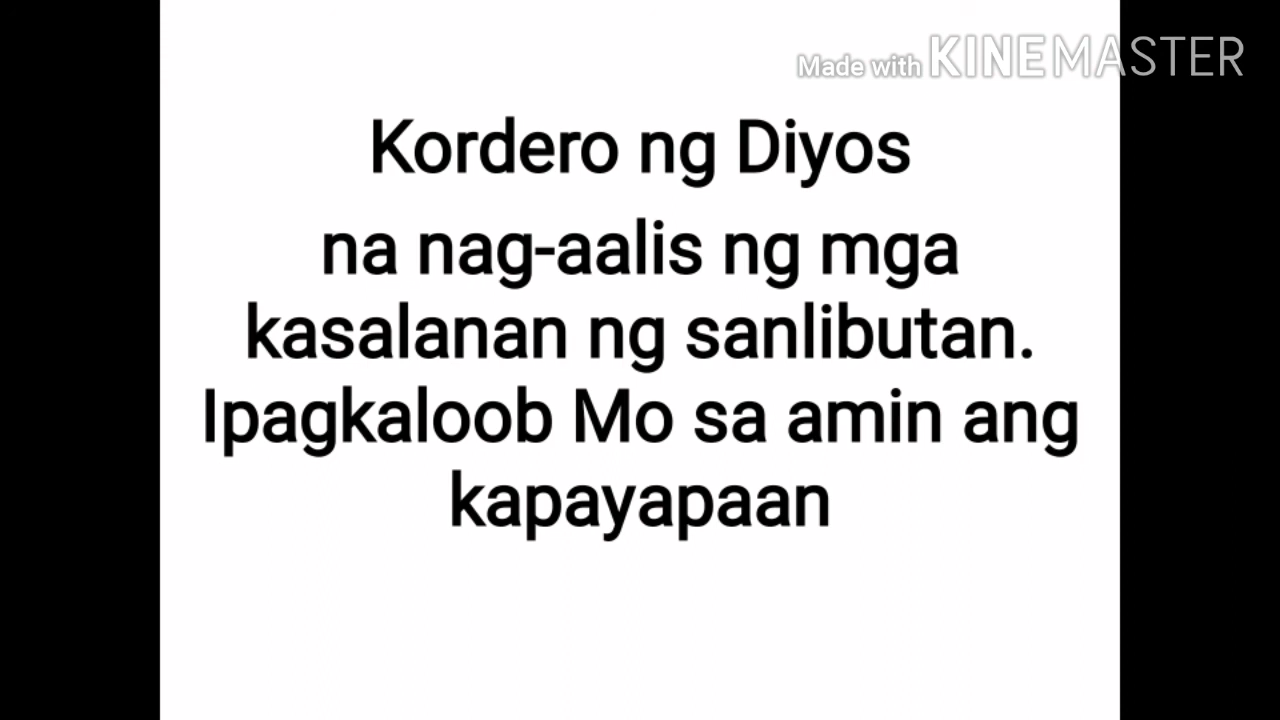 Made with KINEMASTER
Kordero ng Diyos
na nag-aalis ng mga
kasalanan ng sanlibutan.
Ipagkaloob Mo sa amin ang
kapayapaan